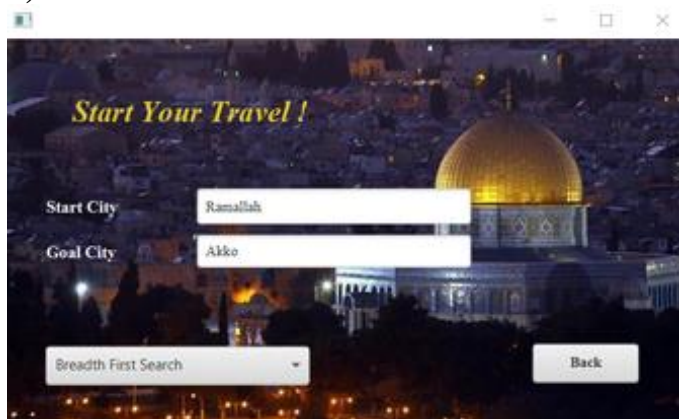 Start Your Travel !
Start City
Ramallah
Goal City
Akko
Breadth First Search
Back